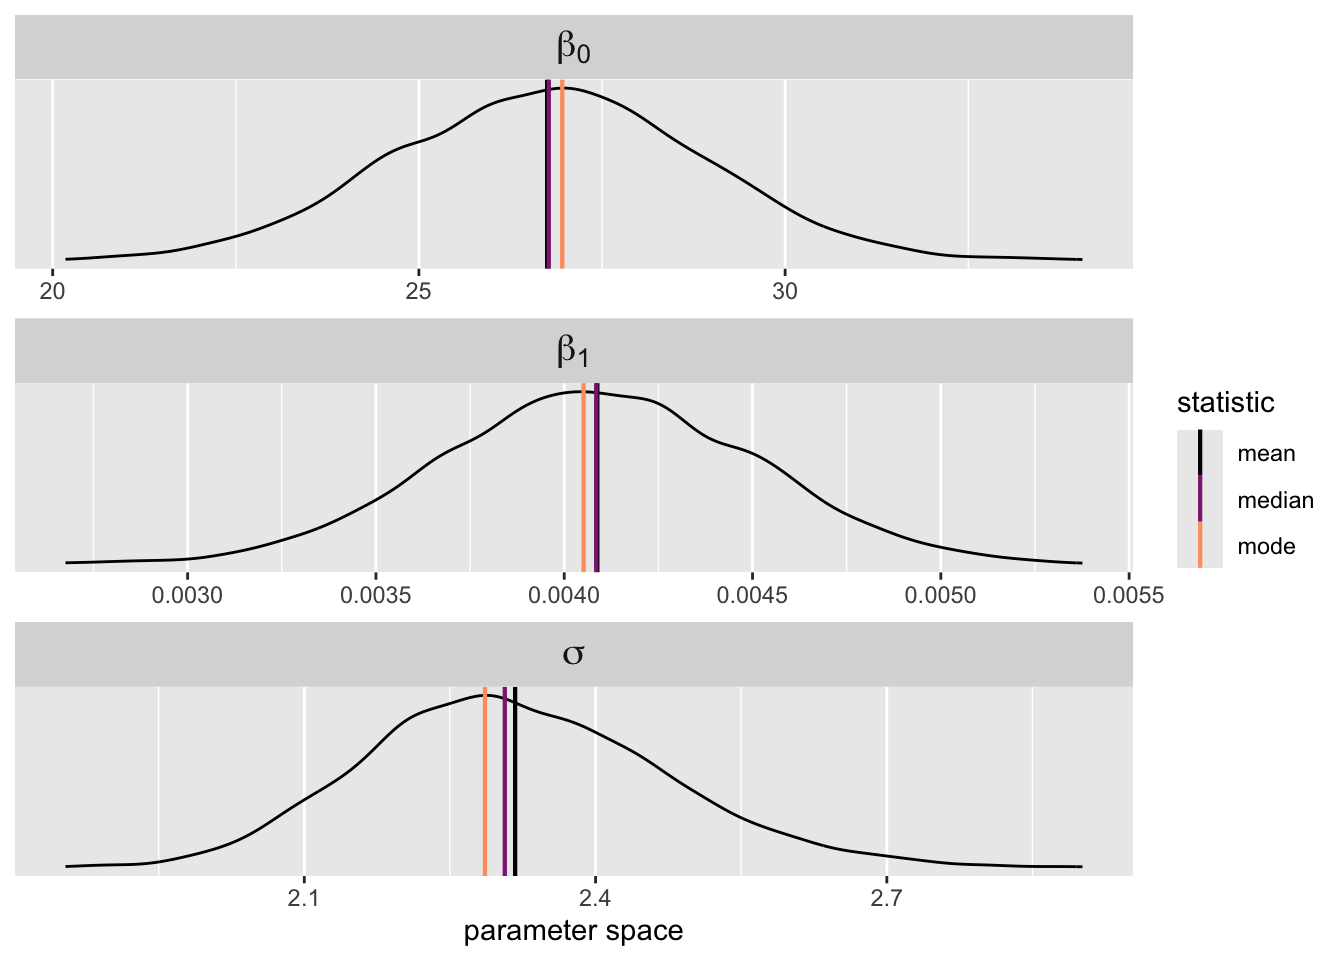 β0
20 25 30
β1
0.0030 0.0035 0.0040 0.0045 0.0050 0.0055
σ
2.1 2.4 2.7
parameter space
statistic
mean
median
mode